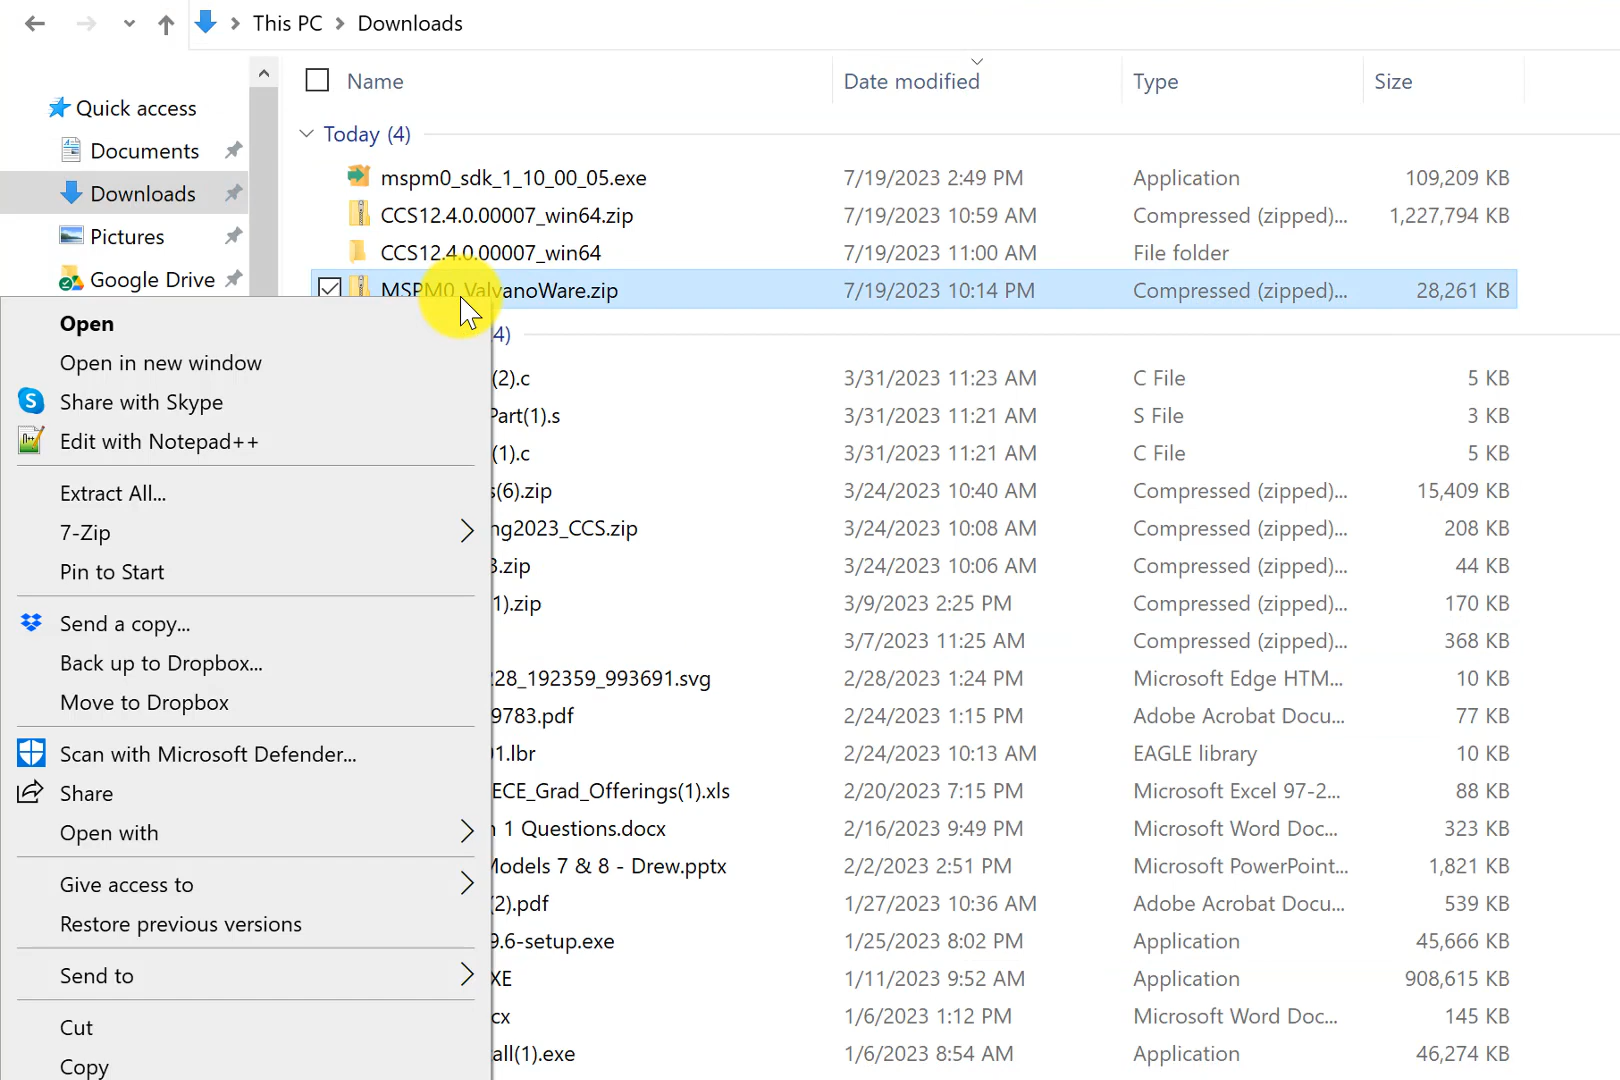 This PC > Downloads
Name Date modified Type Size
Quick access
Documents
Downloads
Pictures
Google Drive
Today (4)
mspm0_sdk_1_10_00_05.exe 7/19/2023 2:49 PM Application 109,209 KB
CCS12.4.0.00007_win64.zip 7/19/2023 10:59 AM Compressed (zipped)... 1,227,794 KB
CCS12.4.0.00007_win64 7/19/2023 11:00 AM File folder
MSPM0_ValvanoWare.zip 7/19/2023 10:14 PM Compressed (zipped)... 28,261 KB
Open
Open in new window
Share with Skype
Edit with Notepad++
Extract All...
7-Zip
Pin to Start
Send a copy...
Back up to Dropbox...
Move to Dropbox
Scan with Microsoft Defender...
Share
Open with
Give access to
Restore previous versions
Send to
Cut
Copy
4)
(2).c 3/31/2023 11:23 AM C File 5 KB
Part(1).s 3/31/2023 11:21 AM S File 3 KB
(1).c 3/31/2023 11:21 AM C File 5 KB
s(6).zip 3/24/2023 10:40 AM Compressed (zipped)... 15,409 KB
ng2023_CCS.zip 3/24/2023 10:08 AM Compressed (zipped)... 208 KB
3.zip 3/24/2023 10:06 AM Compressed (zipped)... 44 KB
1).zip 3/9/2023 2:25 PM Compressed (zipped)... 170 KB
3/7/2023 11:25 AM Compressed (zipped)... 368 KB
228_192359_993691.svg 2/28/2023 1:24 PM Microsoft Edge HTM... 10 KB
9783.pdf 2/24/2023 1:15 PM Adobe Acrobat Docu... 77 KB
01.lbr 2/24/2023 10:13 AM EAGLE library 10 KB
ECE_Grad_Offerings(1).xls 2/20/2023 7:15 PM Microsoft Excel 97-2... 88 KB
1 Questions.docx 2/16/2023 9:49 PM Microsoft Word Doc... 323 KB
Models 7 & 8 - Drew.pptx 2/2/2023 2:51 PM Microsoft PowerPoint... 1,821 KB
(2).pdf 1/27/2023 10:36 AM Adobe Acrobat Docu... 539 KB
9.6-setup.exe 1/25/2023 8:02 PM Application 45,666 KB
XE 1/11/2023 9:52 AM Application 908,615 KB
cx 1/6/2023 1:12 PM Microsoft Word Doc... 145 KB
all(1).exe 1/6/2023 8:54 AM Application 46,274 KB